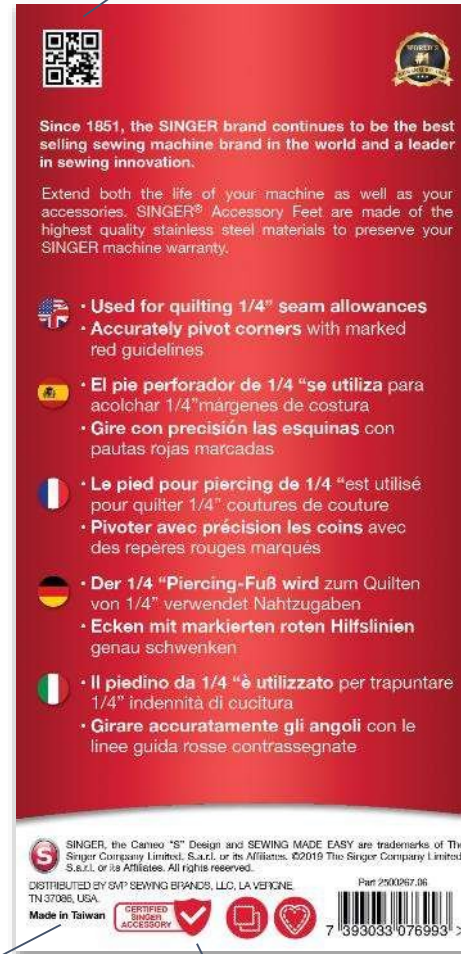 WORLD'S
#1
Since 1851, the SINGER brand continues to be the best
selling sewing machine brand in the world and a leader
in sewing innovation.
Extend both the life of your machine as well as your
accessories. SINGER® Accessory Feet are made of the
highest quality stainless steel materials to preserve your
SINGER machine warranty.
• Used for quilting 1/4" seam allowances
• Accurately pivot corners with marked
red guidelines
• El pie perforador de 1/4 "se utiliza para
acolchar 1/4"márgenes de costura
• Gire con precisión las esquinas con
pautas rojas marcadas
• Le pied pour piercing de 1/4 "est utilisé
pour quilter 1/4" coutures de couture
• Pivoter avec précision les coins avec
des repères rouges marqués
• Der 1/4 "Piercing-Fuß wird zum Quilten
von 1/4" verwendet Nahtzugaben
• Ecken mit markierten roten Hilfslinien
genau schwenken
• Il piedino da 1/4 "è utilizzato per trapuntare
1/4" indennità di cucitura
• Girare accuratamente gli angoli con le
linee guida rosse contrassegnate
S
SINGER, the Cameo "S" Design and SEWING MADE EASY are trademarks of The
Singer Company Limited, S.a.r.l. or its Affiliates. ©2019 The Singer Company Limited
S.a.r.l. or its Affiliates. All rights reserved.
DISTRIBUTED BY SVP SEWING BRANDS, LLC, LA VERGNE,
TN 37086, USA.
Made in Taiwan
CERTIFIED
SINGER
ACCESSORY
Part 2500267.06
7 393033 076993 >